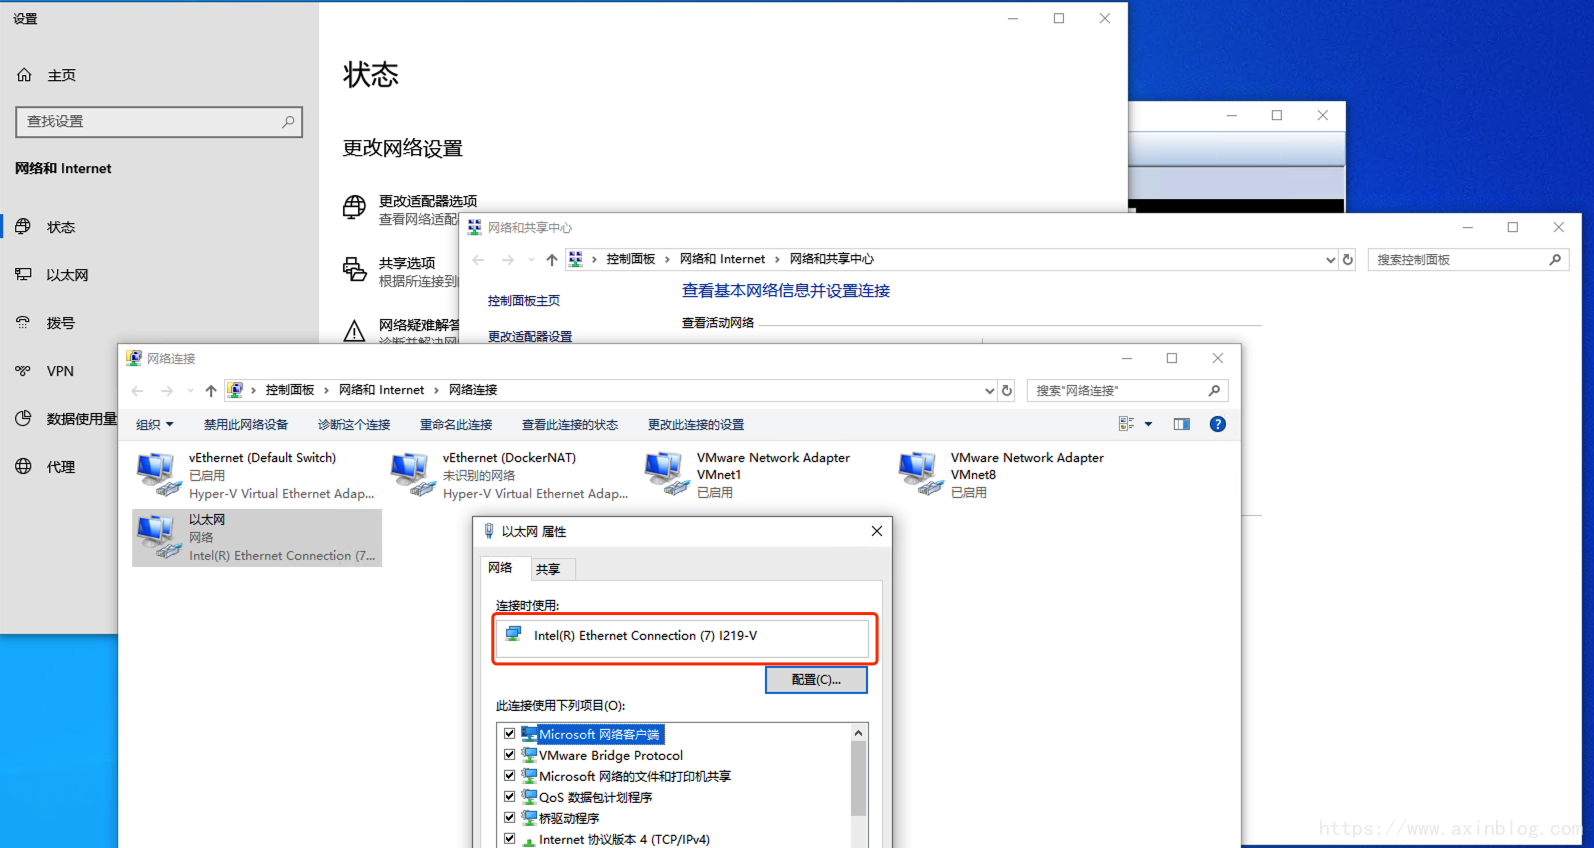 设置
主页
查找设置
网络和 Internet
状态
以太网
拨号
VPN
数据使用量
代理
状态
更改网络设置
更改适配器选项
查看网络适配
共享选项
根据所连接到
网络疑难解答
诊断并解决网
网络和共享中心
控制面板 › 网络和 Internet › 网络和共享中心
搜索控制面板
控制面板主页
更改适配器设置
查看基本网络信息并设置连接
查看活动网络
网络连接
控制面板 › 网络和 Internet › 网络连接
搜索"网络连接"
组织 禁用此网络设备 诊断这个连接 重命名此连接 查看此连接的状态 更改此连接的设置
vEthernet (Default Switch)
已启用
Hyper-V Virtual Ethernet Adap...
vEthernet (DockerNAT)
未识别的网络
Hyper-V Virtual Ethernet Adap...
VMware Network Adapter
VMnet1
已启用
VMware Network Adapter
VMnet8
已启用
以太网
网络
Intel(R) Ethernet Connection (7...
以太网 属性
网络 共享
连接时使用:
Intel(R) Ethernet Connection (7) I219-V
配置(C)...
此连接使用下列项目(O):
Microsoft 网络客户端
VMware Bridge Protocol
Microsoft 网络的文件和打印机共享
QoS 数据包计划程序
桥驱动程序
Internet 协议版本 4 (TCP/IPv4)
https://www.axinblog.com